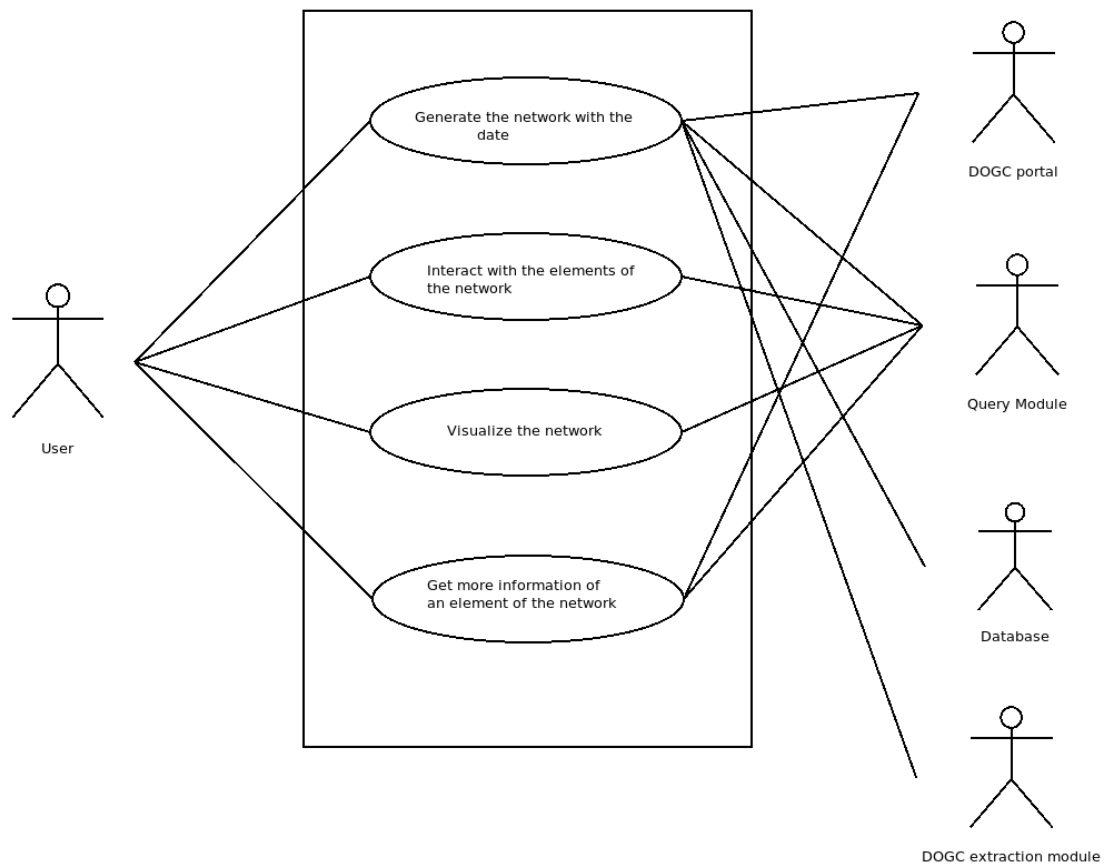 Generate the network with the
date
DOGC portal
Interact with the elements of
the network
Query Module
User
Visualize the network
Get more information of
an element of the network
Database
DOGC extraction module